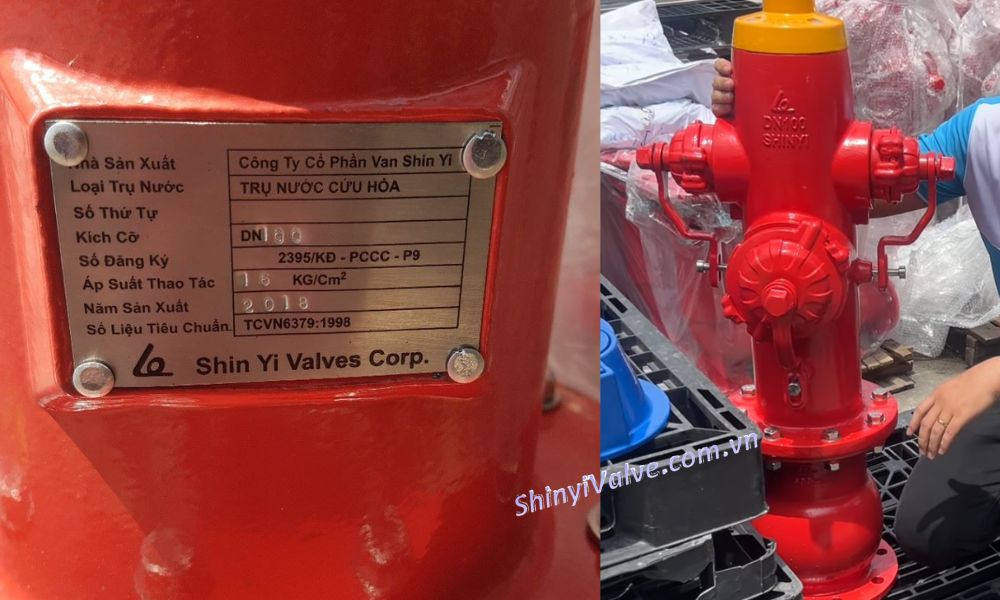 Nhà Sản Xuất Công Ty Cổ Phần Van Shin Yi
Loại Trụ Nước TRỤ NƯỚC CỨU HỎA
Số Thứ Tự
Kích Cỡ DN100
Số Đăng Ký 2395/KĐ - PCCC - P9
Áp Suất Thao Tác 16 KG/Cm²
Năm Sản Xuất 2018
Số Liệu Tiêu Chuẩn TCVN6379:1998
Shin Yi Valves Corp.
DN100
SHINYI
ShinyiValve.com.vn